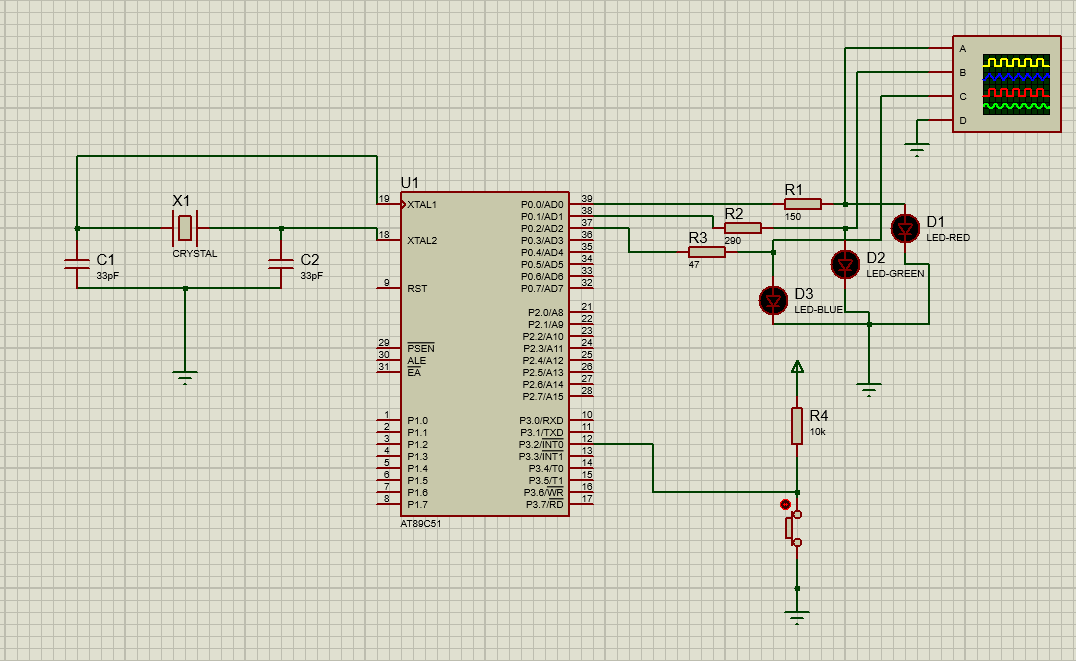 A
B
C
D
U1
X1
CRYSTAL
C1
33pF
C2
33pF
19 XTAL1
18 XTAL2
9 RST
29 PSEN
30 ALE
31 EA
1 P1.0
2 P1.1
3 P1.2
4 P1.3
5 P1.4
6 P1.5
7 P1.6
8 P1.7
P0.0/AD0 39
P0.1/AD1 38
P0.2/AD2 37
P0.3/AD3 36
P0.4/AD4 35
P0.5/AD5 34
P0.6/AD6 33
P0.7/AD7 32
P2.0/A8 21
P2.1/A9 22
P2.2/A10 23
P2.3/A11 24
P2.4/A12 25
P2.5/A13 26
P2.6/A14 27
P2.7/A15 28
P3.0/RXD 10
P3.1/TXD 11
P3.2/INT0 12
P3.3/INT1 13
P3.4/T0 14
P3.5/T1 15
P3.6/WR 16
P3.7/RD 17
AT89C51
R1
150
R2
290
R3
47
D1
LED-RED
D2
LED-GREEN
D3
LED-BLUE
R4
10k